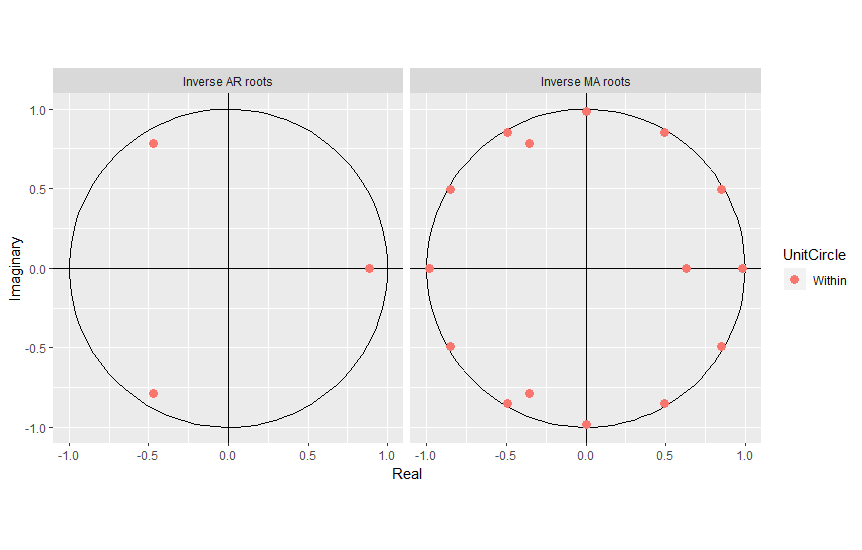 Inverse AR roots
Inverse MA roots
1.0
0.5
0.0
-0.5
-1.0
Imaginary
-1.0 -0.5 0.0 0.5 1.0
-1.0 -0.5 0.0 0.5 1.0
Real
UnitCircle
Within